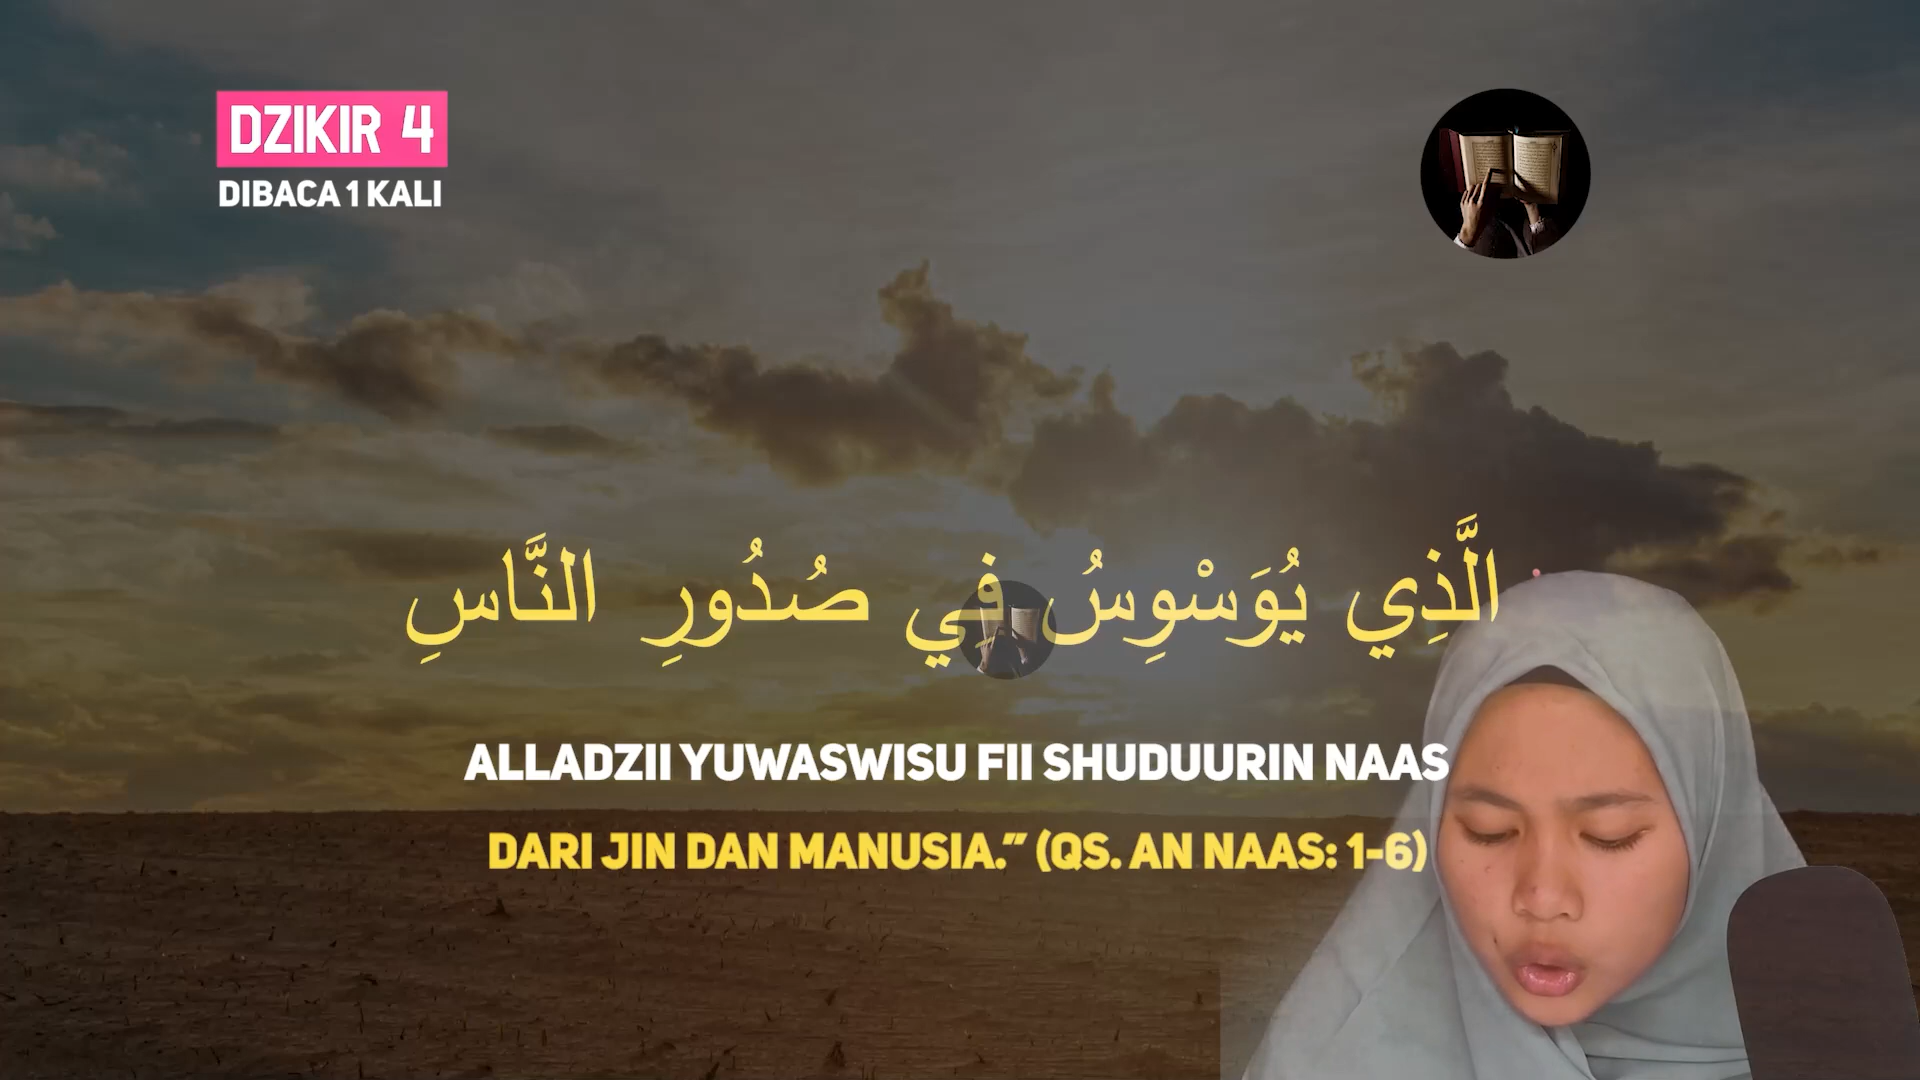 DZIKIR 4
DIBACA 1 KALI
الَّذِي يُوَسْوِسُ فِي صُدُورِ النَّاسِ
ALLADZII YUWASWISU FII SHUDUURIN NAAS
DARI JIN DAN MANUSIA.” (QS. AN NAAS: 1-6)